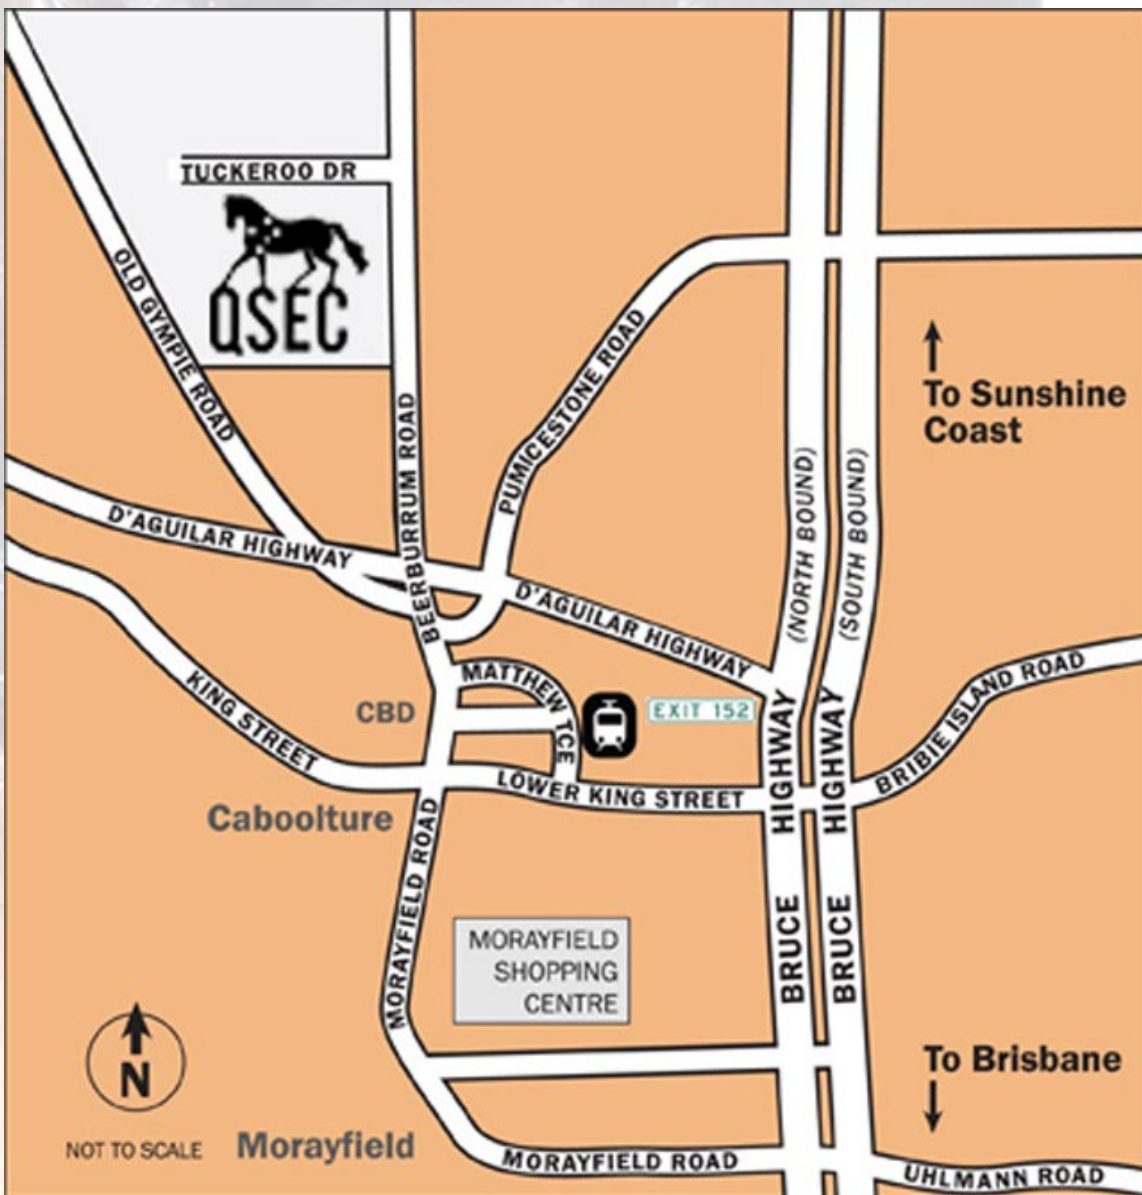 TUCKEROO DR
QSEC
OLD GYMPIE ROAD
BEERBURRUM ROAD
PUMICESTONE ROAD
To Sunshine
Coast
(NORTH BOUND)
(SOUTH BOUND)
D'AGUILAR HIGHWAY
D'AGUILAR HIGHWAY
KING STREET
MATTHEW TCE
CBD
EXIT 152
BRIBIE ISLAND ROAD
LOWER KING STREET
Caboolture
BRUCE HIGHWAY
BRUCE HIGHWAY
MORAYFIELD ROAD
MORAYFIELD
SHOPPING
CENTRE
N
NOT TO SCALE
To Brisbane
Morayfield
MORAYFIELD ROAD
UHLMANN ROAD